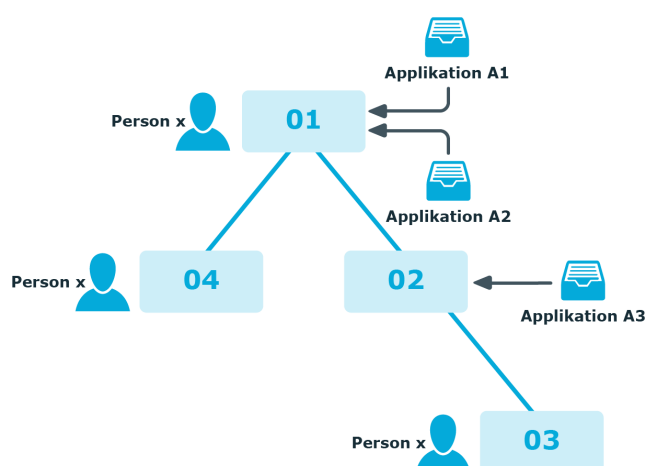 Applikation A1
Person x
01
Applikation A2
Person x
04
02
Applikation A3
Person x
03